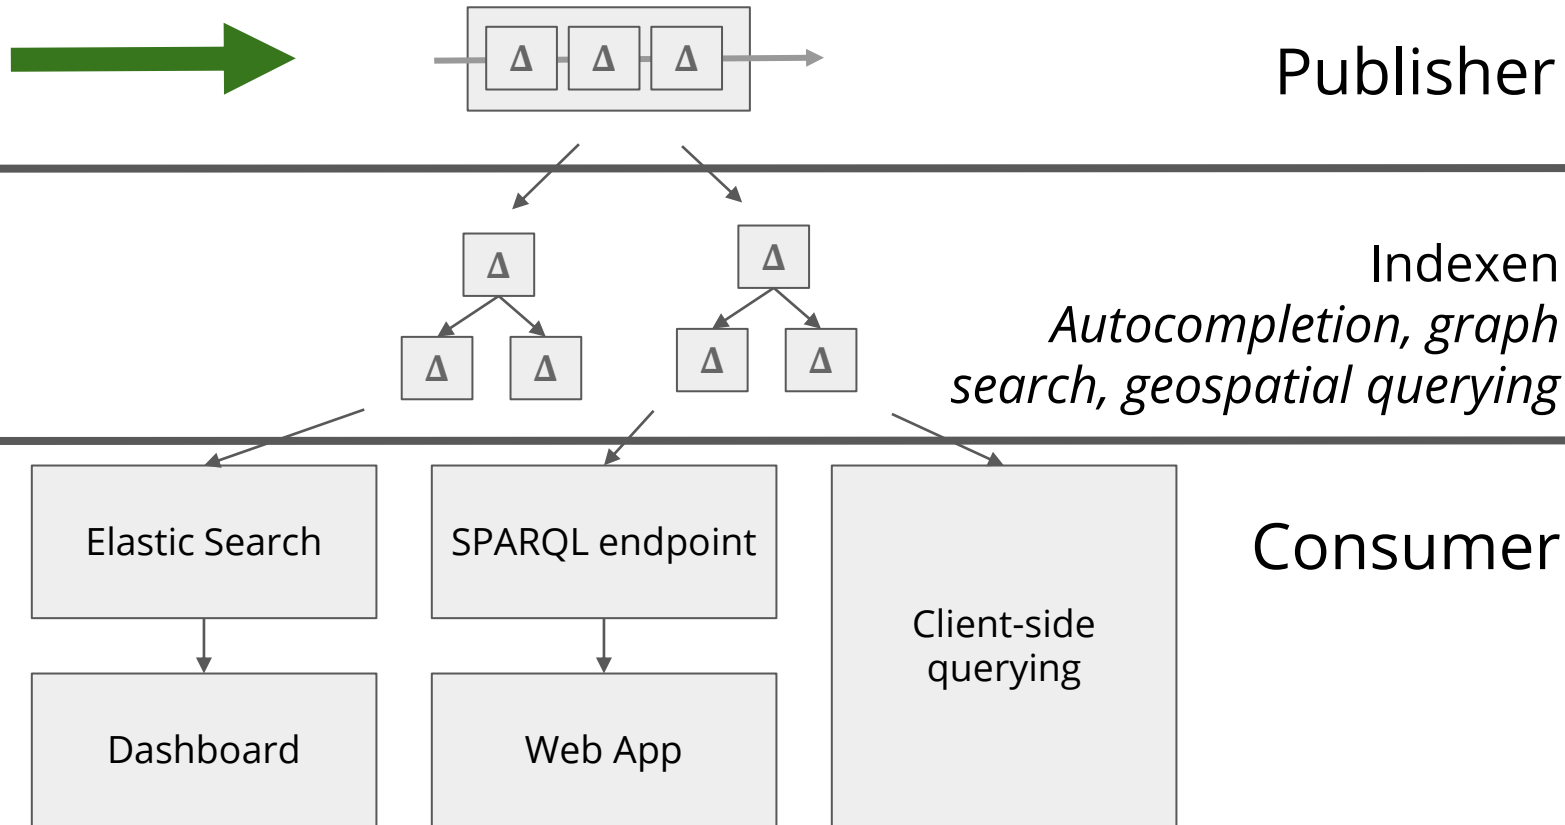 Δ Δ Δ
Publisher
Δ Δ
Δ Δ Δ Δ
Indexen
Autocompletion, graph
search, geospatial querying
Elastic Search
SPARQL endpoint
Client-side
querying
Consumer
Dashboard
Web App